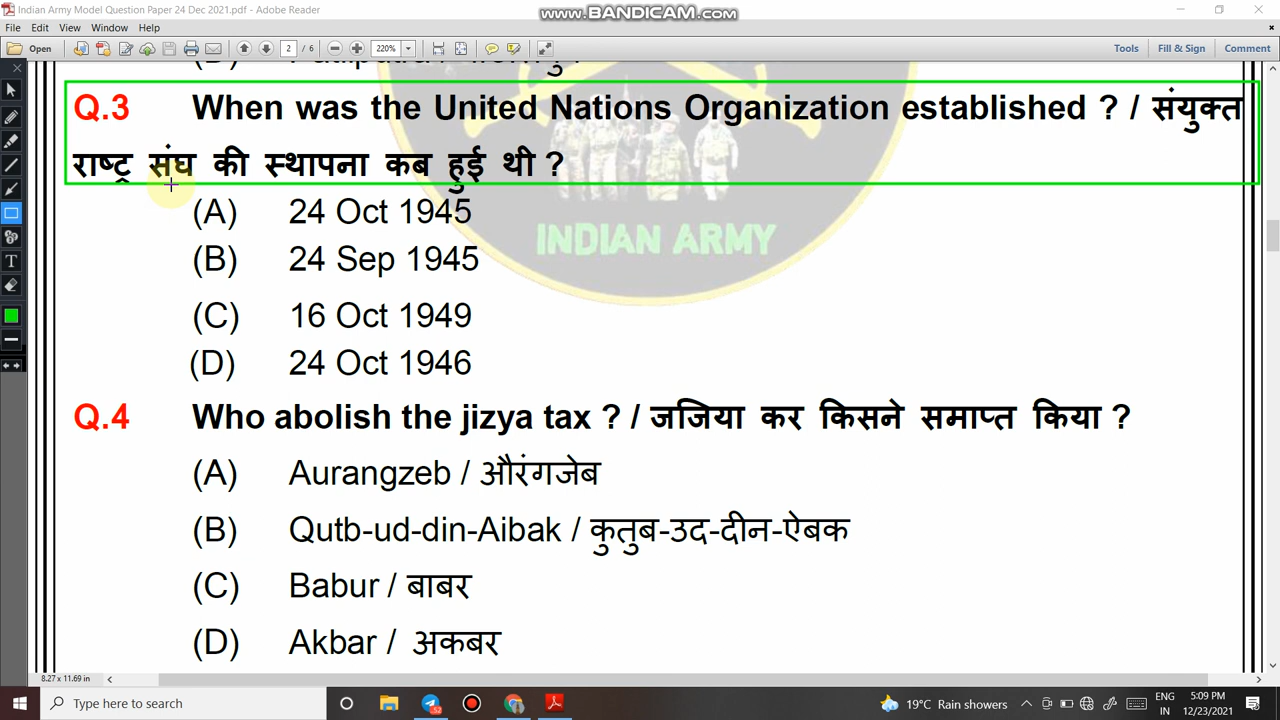 Indian Army Model Question Paper 24 Dec 2021.pdf - Adobe Reader
www.BANDICAM.com
File Edit View Window Help
Open 2 / 6 220% Tools Fill & Sign Comment
Q.3 When was the United Nations Organization established ? / संयुक्त
राष्ट्र संघ की स्थापना कब हुई थी ?
(A) 24 Oct 1945
(B) 24 Sep 1945
(C) 16 Oct 1949
(D) 24 Oct 1946
INDIAN ARMY
Q.4 Who abolish the jizya tax ? / जजिया कर किसने समाप्त किया ?
(A) Aurangzeb / औरंगजेब
(B) Qutb-ud-din-Aibak / कुतुब-उद-दीन-ऐबक
(C) Babur / बाबर
(D) Akbar / अकबर
8.27 x 11.69 in
Type here to search 19°C Rain showers ENG 5:09 PM
IN 12/23/2021